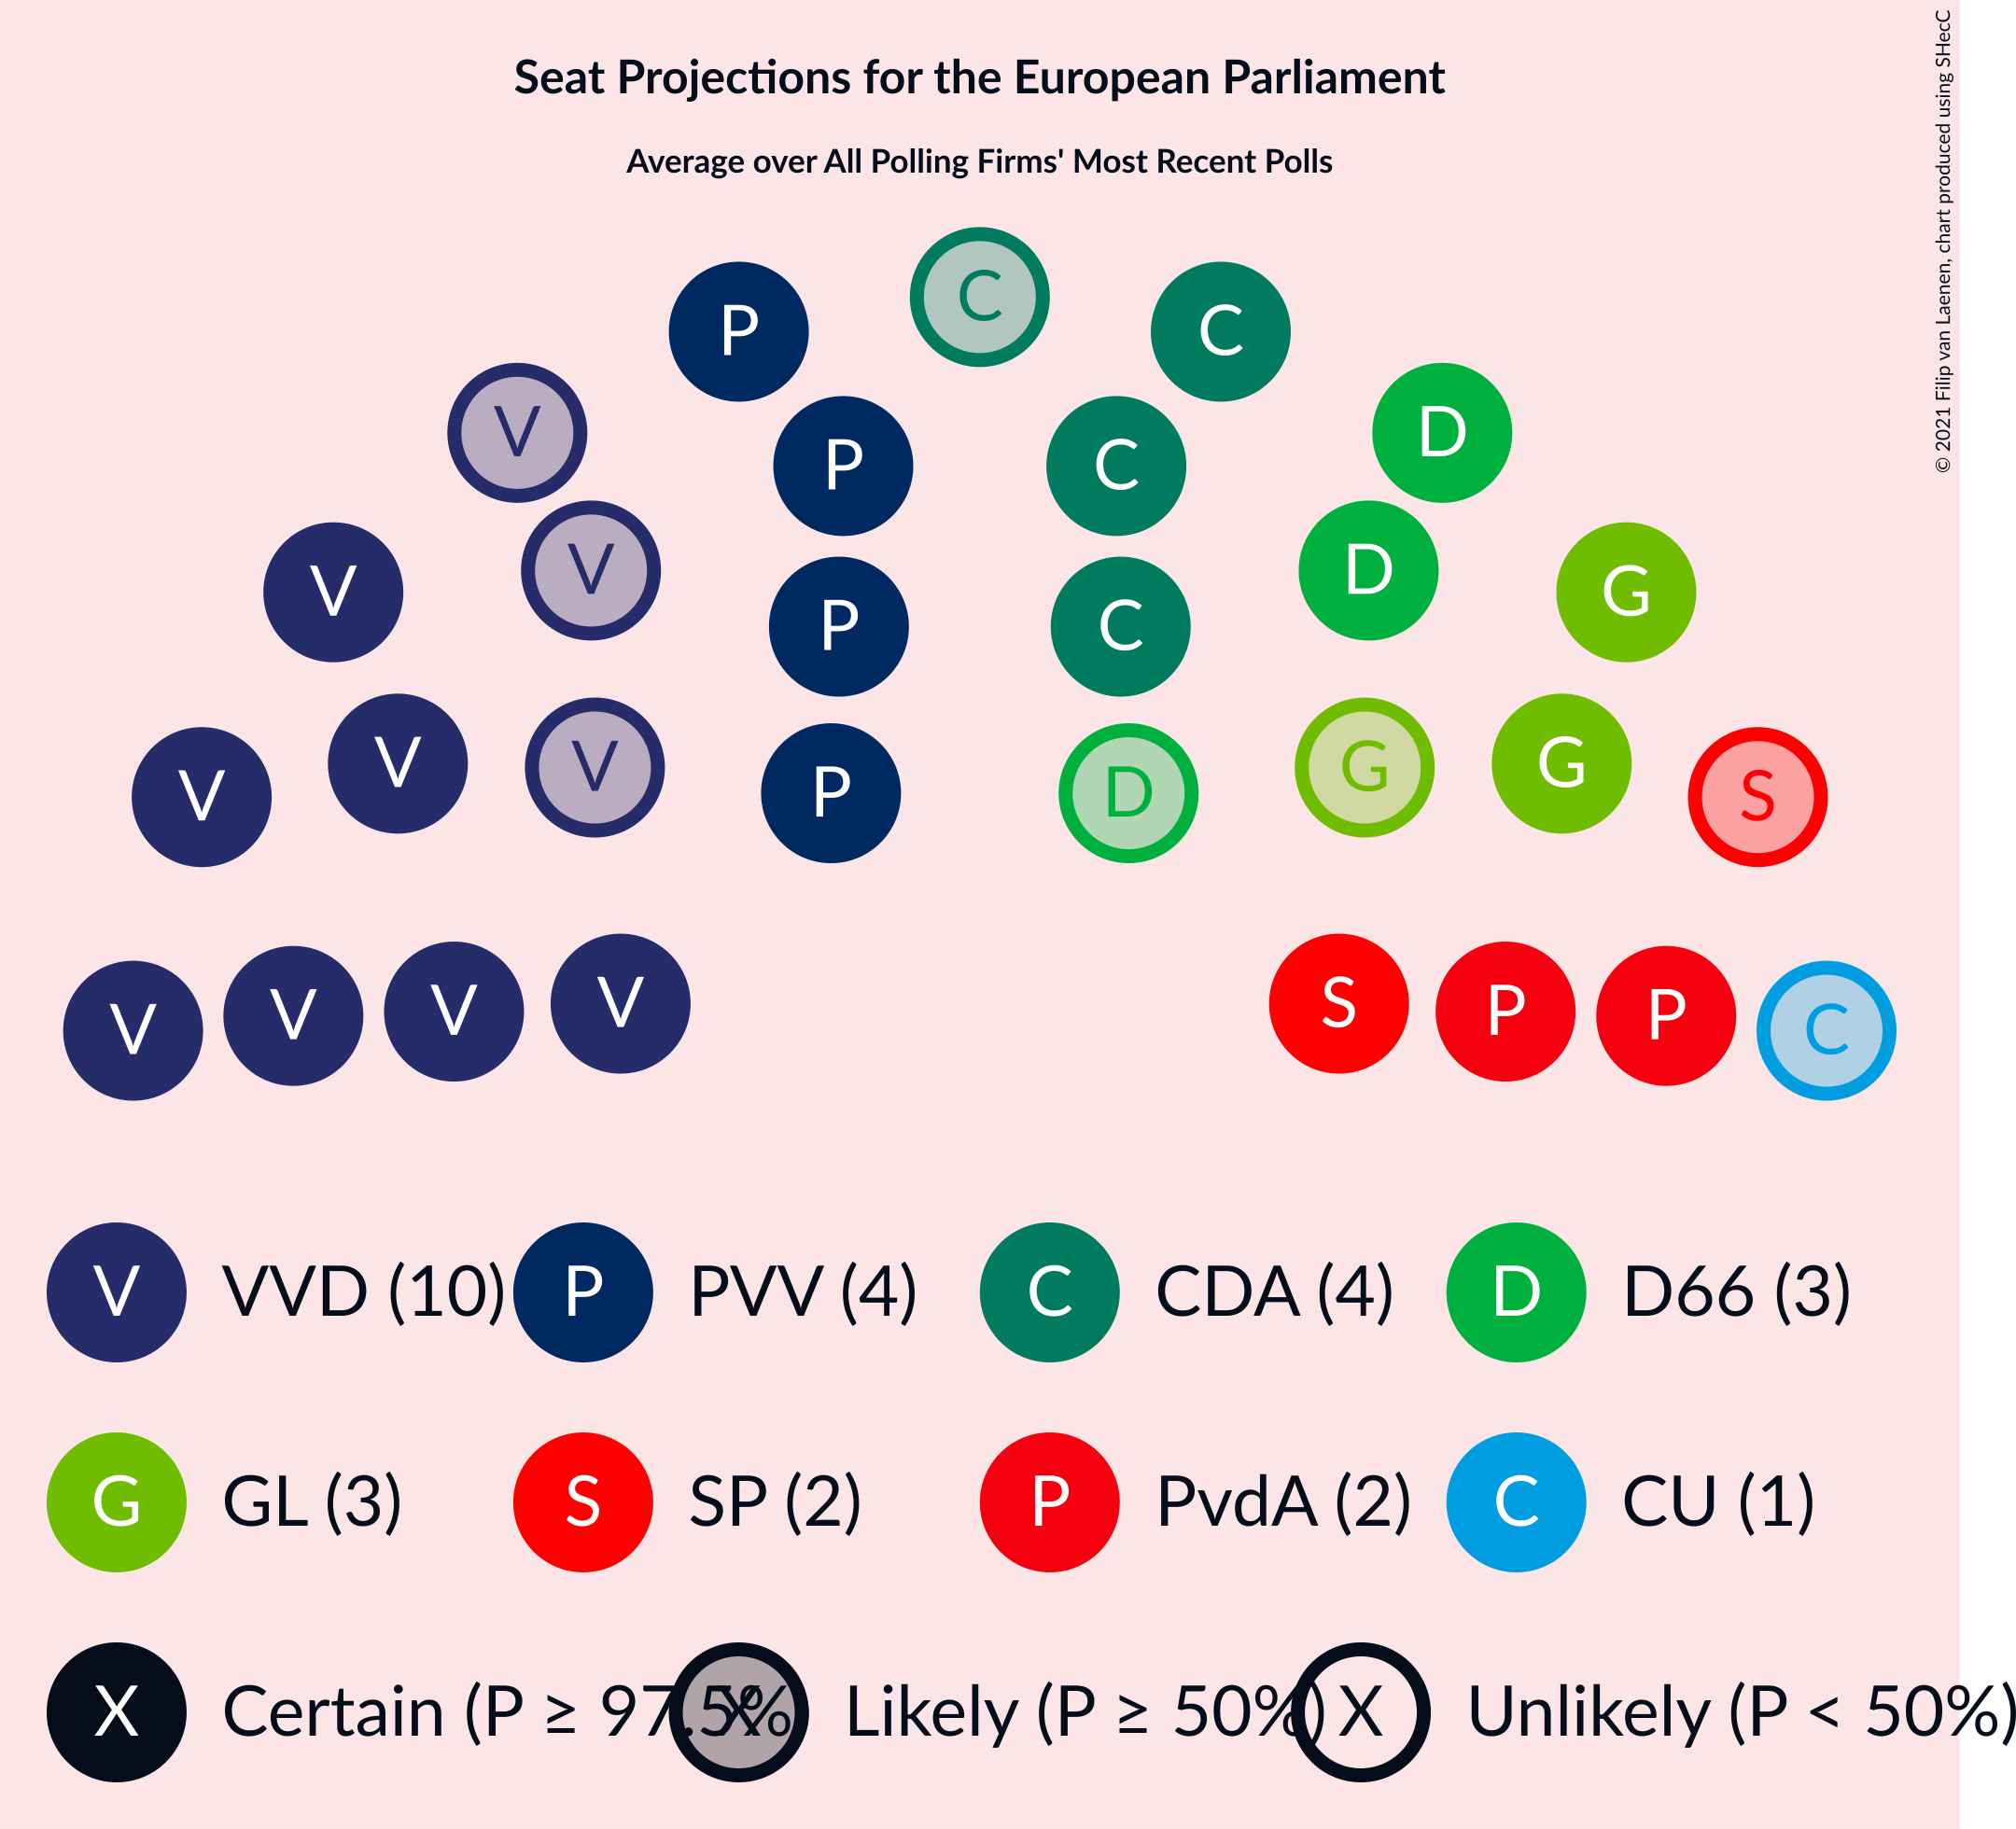 Seat Projections for the European Parliament
Average over All Polling Firms' Most Recent Polls
© 2021 Filip van Laenen, chart produced using SHecC
C
P C
V D
P C
V D
V G
P C
V G V G
P D
V S
V S
V P
V P
V C
V VVD (10) P PVV (4) C CDA (4) D D66 (3)
G GL (3) S SP (2) P PvdA (2) C CU (1)
X Certain (P ≥ 97.5% X Likely (P ≥ 50%) X Unlikely (P < 50%)